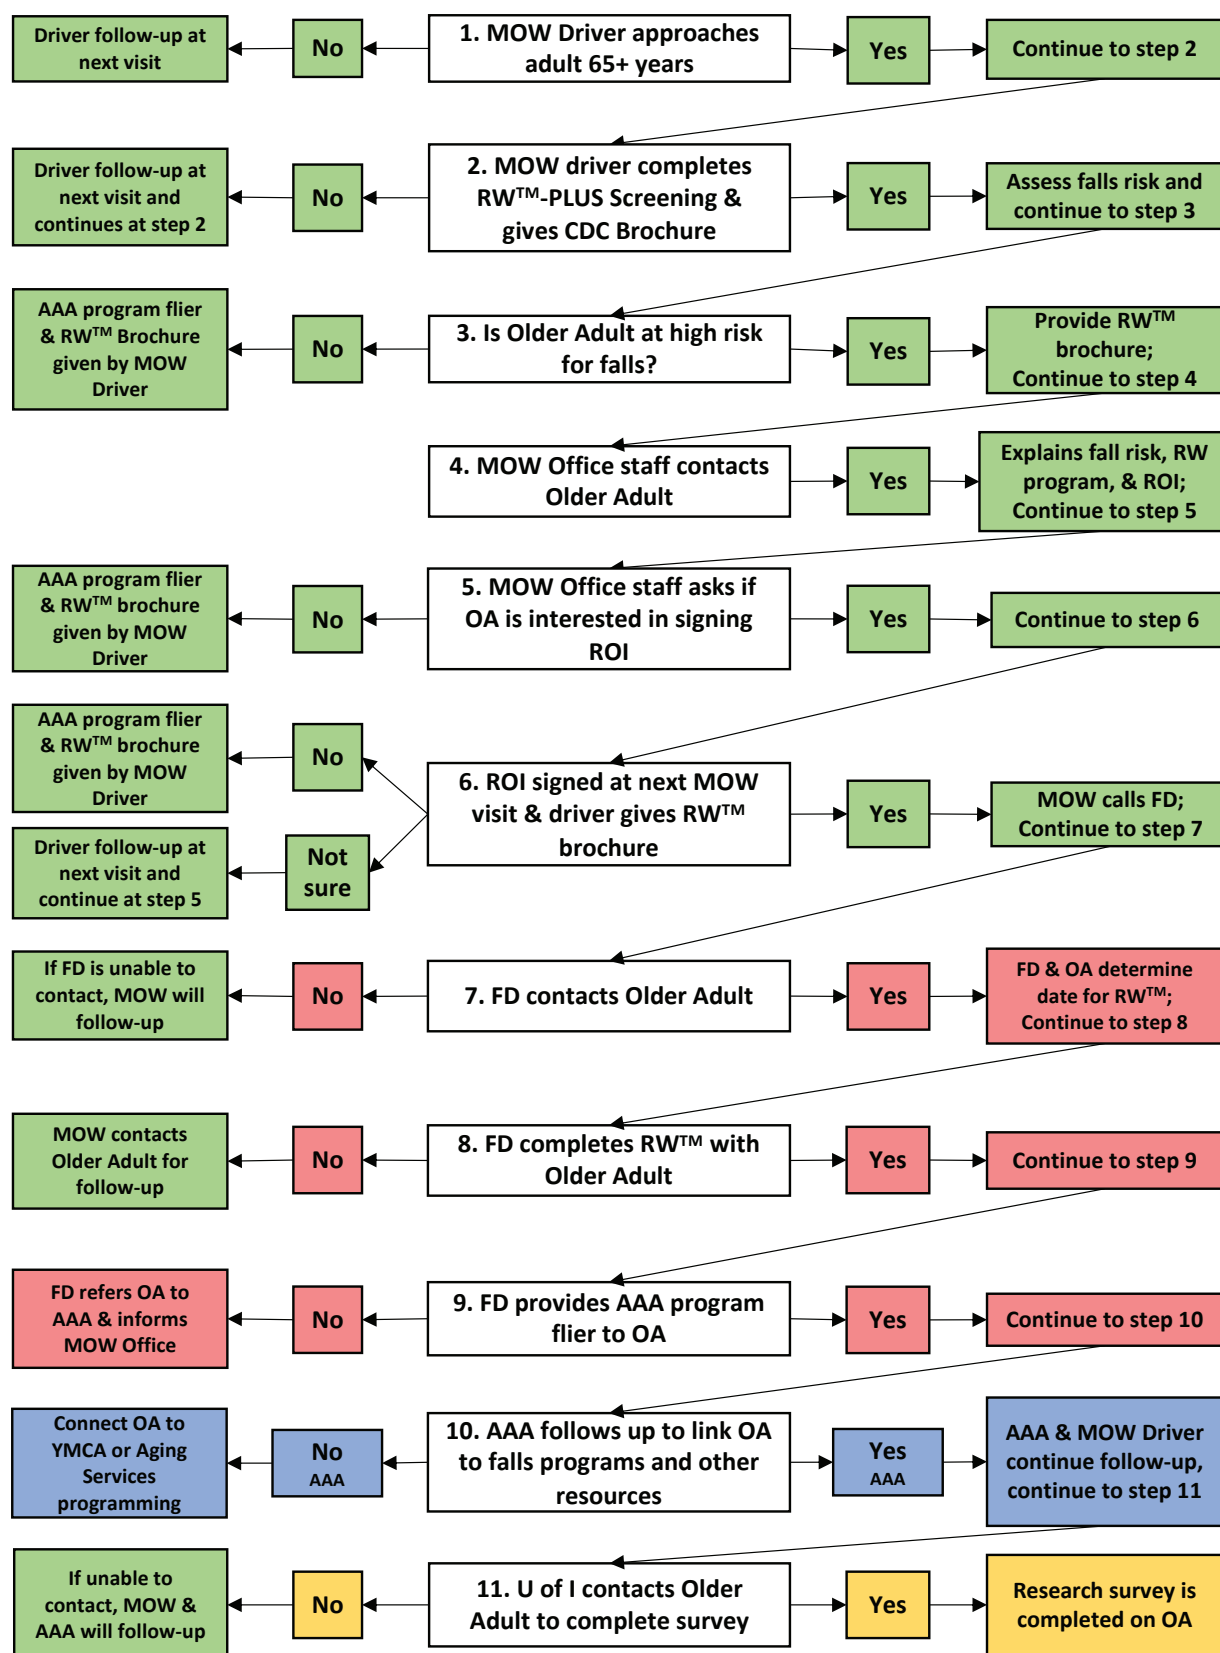 Driver follow-up at
next visit
No
1. MOW Driver approaches
adult 65+ years
Yes
Continue to step 2
Driver follow-up at
next visit and
continues at step 2
No
2. MOW driver completes
RW™-PLUS Screening &
gives CDC Brochure
Yes
Assess falls risk and
continue to step 3
AAA program flier
& RW™ Brochure
given by MOW
Driver
No
3. Is Older Adult at high risk
for falls?
Yes
Provide RW™
brochure;
Continue to step 4
4. MOW Office staff contacts
Older Adult
Yes
Explains fall risk, RW
program, & ROI;
Continue to step 5
AAA program flier
& RW™ brochure
given by MOW
Driver
No
5. MOW Office staff asks if
OA is interested in signing
ROI
Yes
Continue to step 6
AAA program flier
& RW™ brochure
given by MOW
Driver
No
Driver follow-up at
next visit and
continue at step 5
Not
sure
6. ROI signed at next MOW
visit & driver gives RW™
brochure
Yes
MOW calls FD;
Continue to step 7
If FD is unable to
contact, MOW will
follow-up
No
7. FD contacts Older Adult
Yes
FD & OA determine
date for RW™;
Continue to step 8
MOW contacts
Older Adult for
follow-up
No
8. FD completes RW™ with
Older Adult
Yes
Continue to step 9
FD refers OA to
AAA & informs
MOW Office
No
9. FD provides AAA program
flier to OA
Yes
Continue to step 10
Connect OA to
YMCA or Aging
Services
programming
No
AAA
10. AAA follows up to link OA
to falls programs and other
resources
Yes
AAA
AAA & MOW Driver
continue follow-up,
continue to step 11
If unable to
contact, MOW &
AAA will follow-up
No
11. U of I contacts Older
Adult to complete survey
Yes
Research survey is
completed on OA